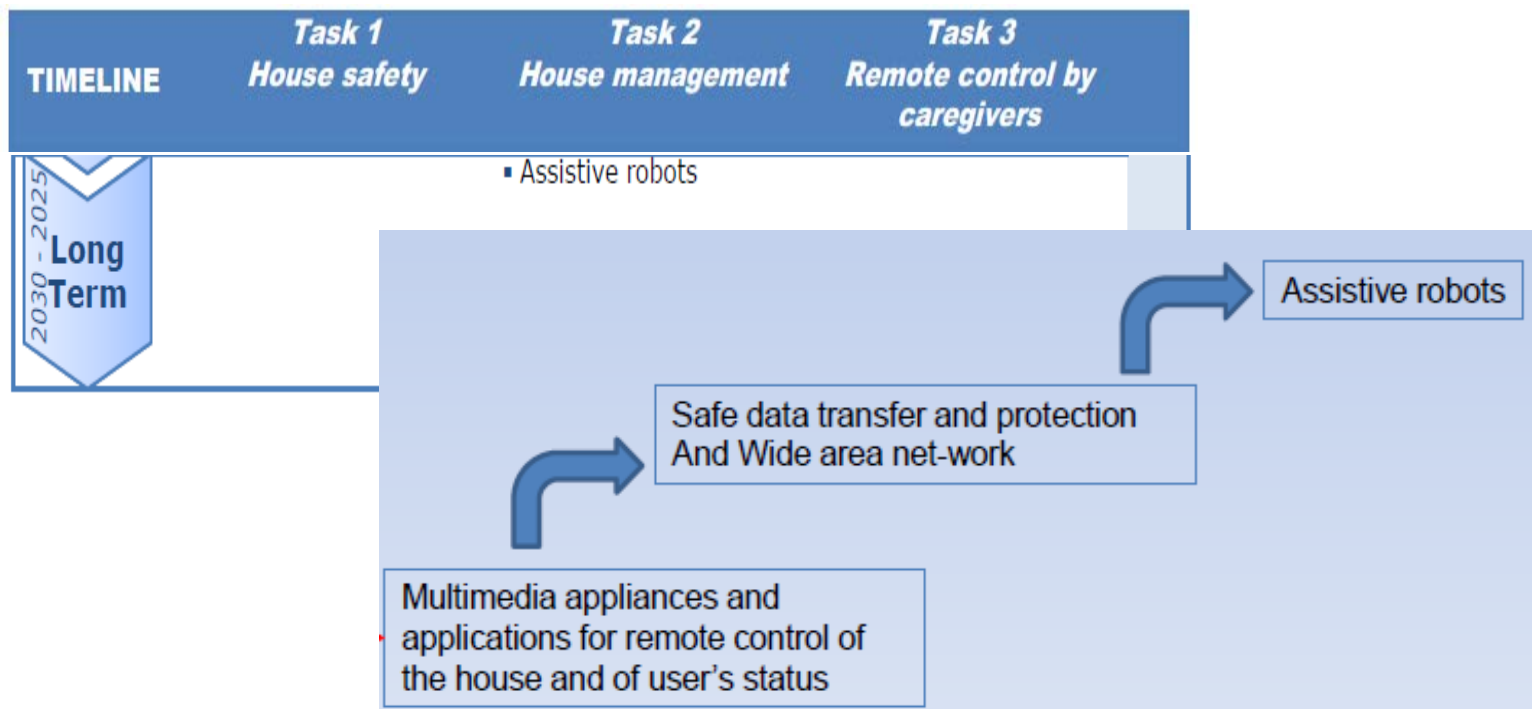 TIMELINE
Task 1
House safety
Task 2
House management
Task 3
Remote control by
caregivers
2030 - 2025
Long
Term
▪ Assistive robots
Assistive robots
Safe data transfer and protection
And Wide area net-work
Multimedia appliances and
applications for remote control of
the house and of user's status